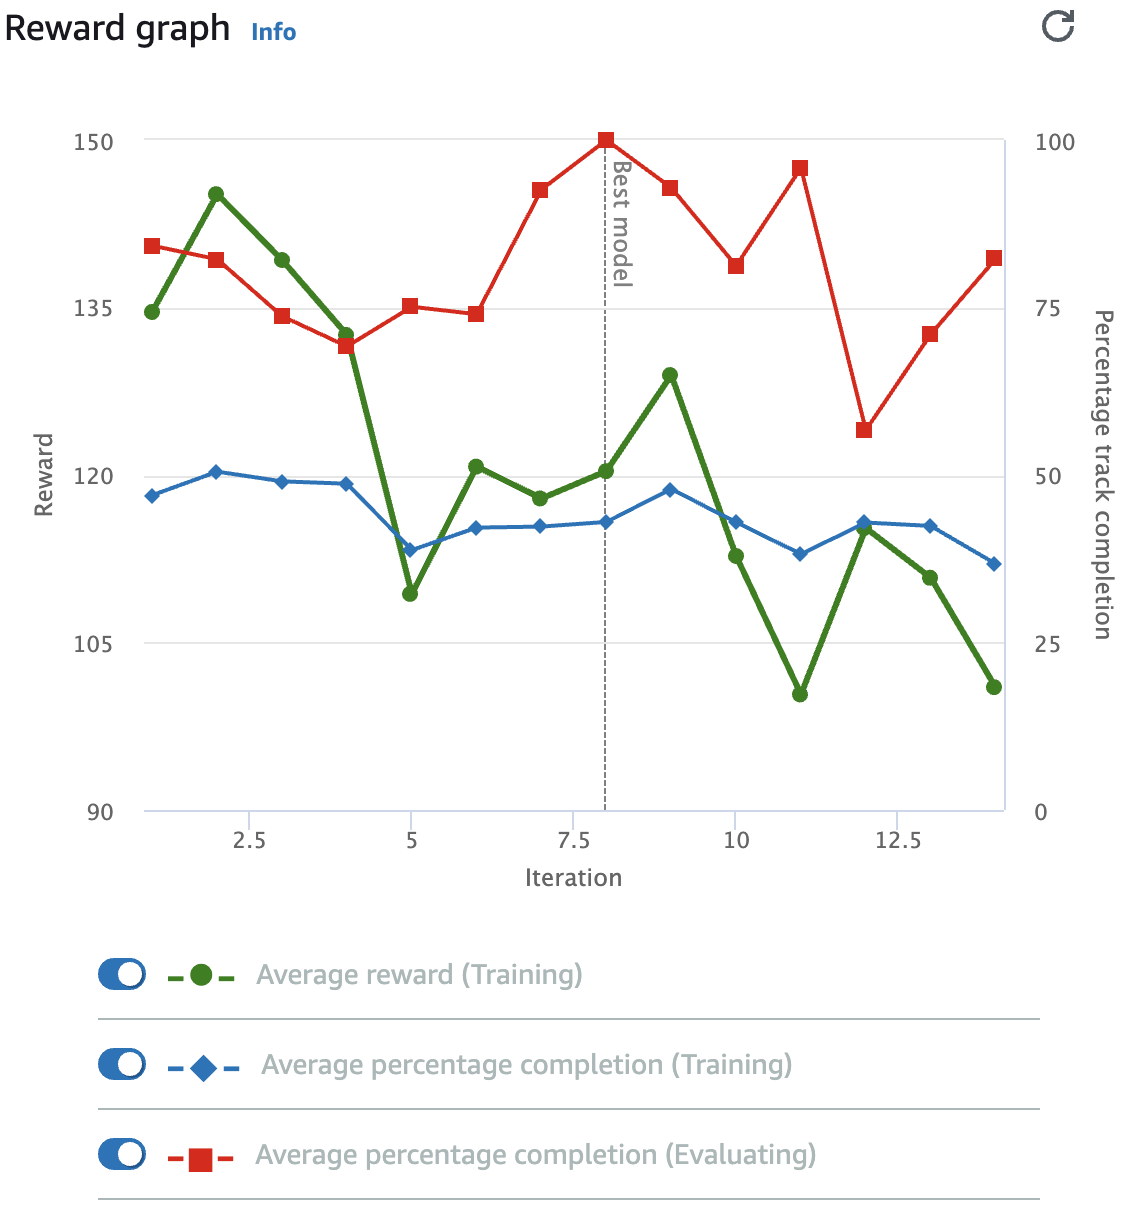 Reward graph Info
150
100
Best model
135
75
Reward
Percentage track completion
120
50
105
25
90
0
2.5 5 7.5 10 12.5
Iteration
Average reward (Training)
Average percentage completion (Training)
Average percentage completion (Evaluating)